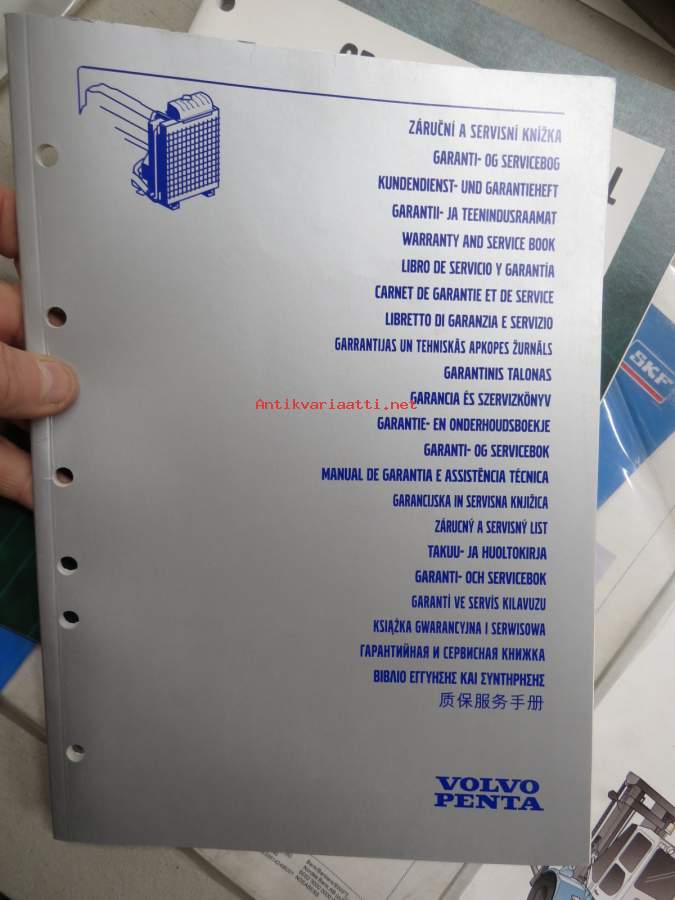 ZÁRUČNÍ A SERVISNÍ KNÍŽKA
GARANTI- OG SERVICEBOG
KUNDENDIENST- UND GARANTIEHEFT
GARANTII- JA TEENINDUSRAAMAT
WARRANTY AND SERVICE BOOK
LIBRO DE SERVICIO Y GARANTÍA
CARNET DE GARANTIE ET DE SERVICE
LIBRETTO DI GARANZIA E SERVIZIO
GARRANTIJAS UN TEHNISKĀS APKOPES ŽURNĀLS
GARANTINIS TALONAS
GARANCIA ÉS SZERVIZKÖNYV
Antikvariaatti.net
GARANTIE- EN ONDERHOUDSBOEKJE
GARANTI- OG SERVICEBOK
MANUAL DE GARANTIA E ASSISTÊNCIA TÉCNICA
GARANCIJSKA IN SERVISNA KNJIŽICA
ZÁRUCNÝ A SERVISNÝ LIST
TAKUU- JA HUOLTOKIRJA
GARANTI- OCH SERVICEBOK
GARANTİ VE SERVİS KILAVUZU
KSIĄŻKA GWARANCYJNA I SERWISOWA
ГАРАНТИЙНАЯ И СЕРВИСНАЯ КНИЖКА
ΒΙΒΛΙΟ ΕΓΓΥΗΣΗΣ ΚΑΙ ΣΥΝΤΗΡΗΣΗΣ
质保服务手册
VOLVO
PENTA
SKF